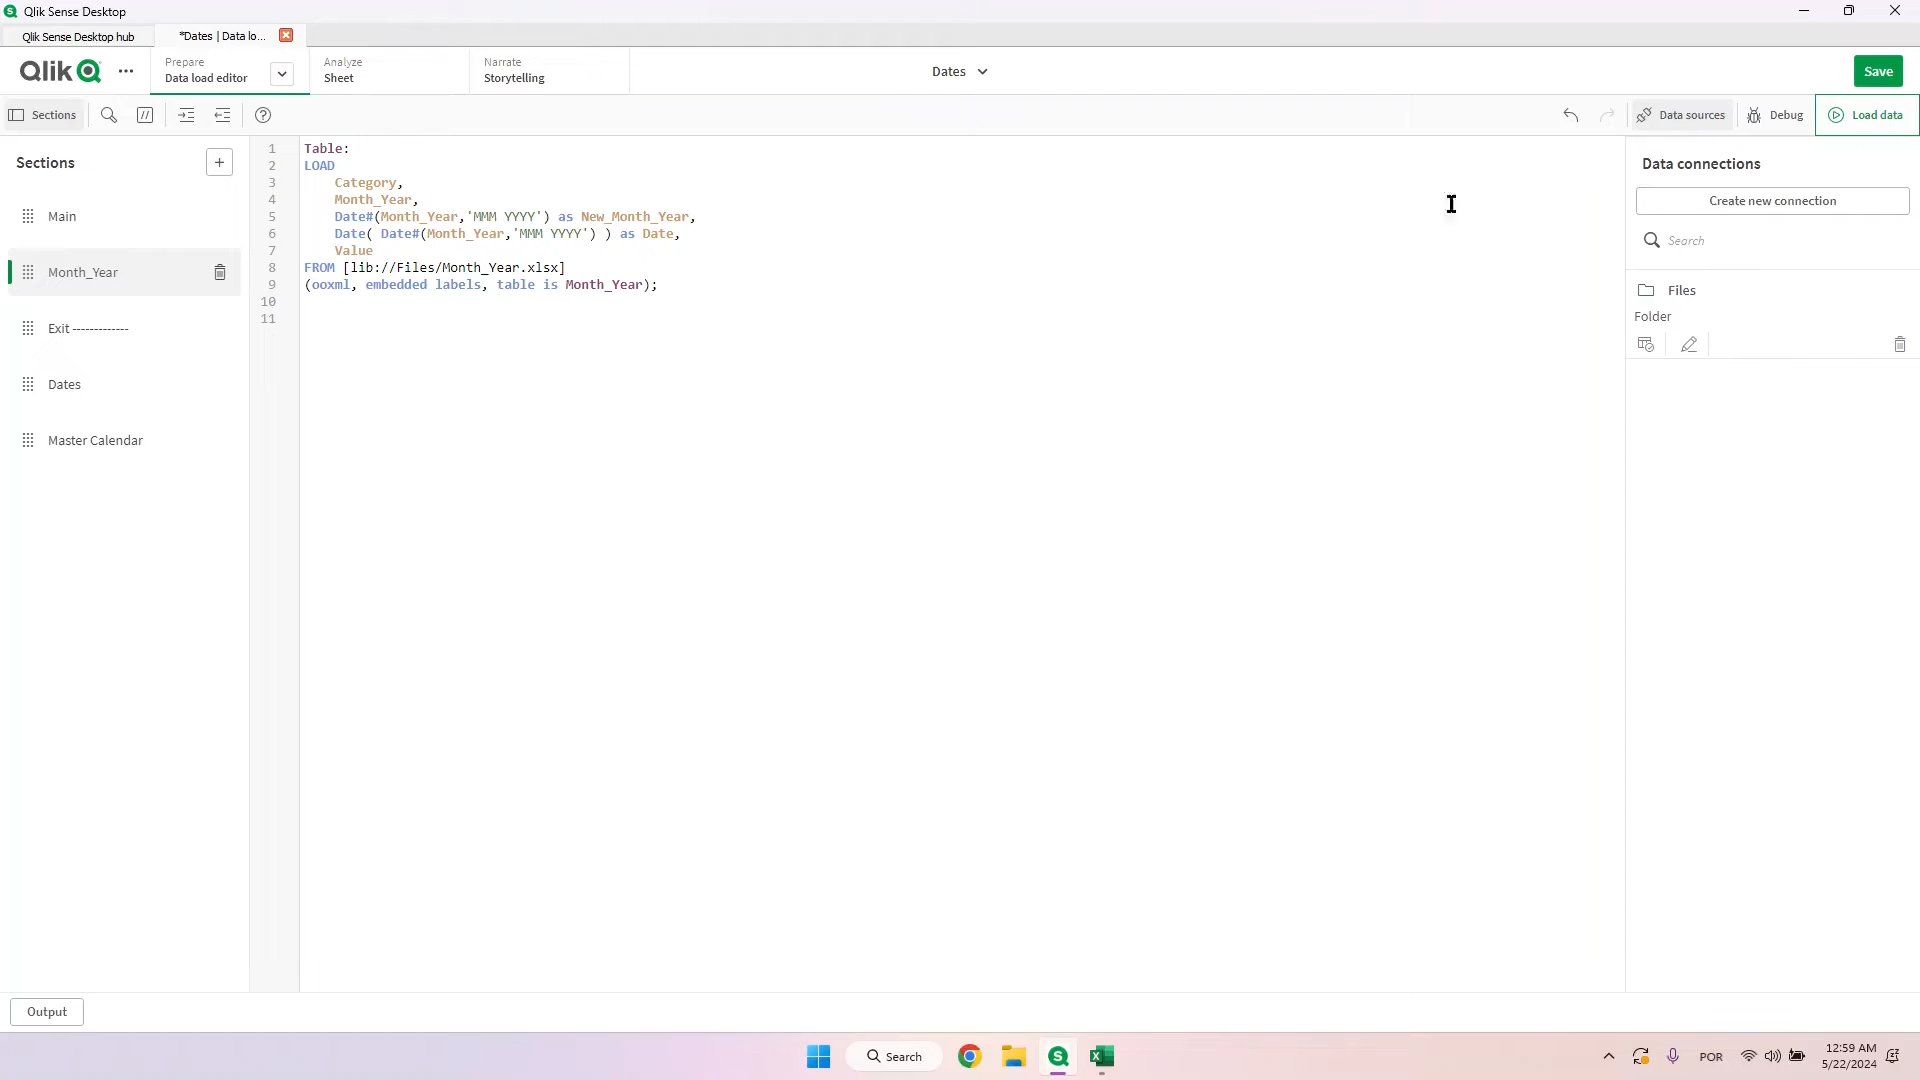 Qlik Sense Desktop
Qlik Sense Desktop hub
*Dates | Data lo...
Qlik
Prepare
Data load editor
Analyze
Sheet
Narrate
Storytelling
Dates
Save
Sections
//
Data sources
Debug
Load data
Sections
+
Main
Month_Year
Exit -------------
Dates
Master Calendar
1 Table:
2 LOAD
3 Category,
4 Month_Year,
5 Date#(Month_Year,'MMM YYYY') as New_Month_Year,
6 Date( Date#(Month_Year,'MMM YYYY') ) as Date,
7 Value
8 FROM [lib://Files/Month_Year.xlsx]
9 (ooxml, embedded labels, table is Month_Year);
10
11
Data connections
Create new connection
Search
Files
Folder
Output
Search
POR
12:59 AM
5/22/2024